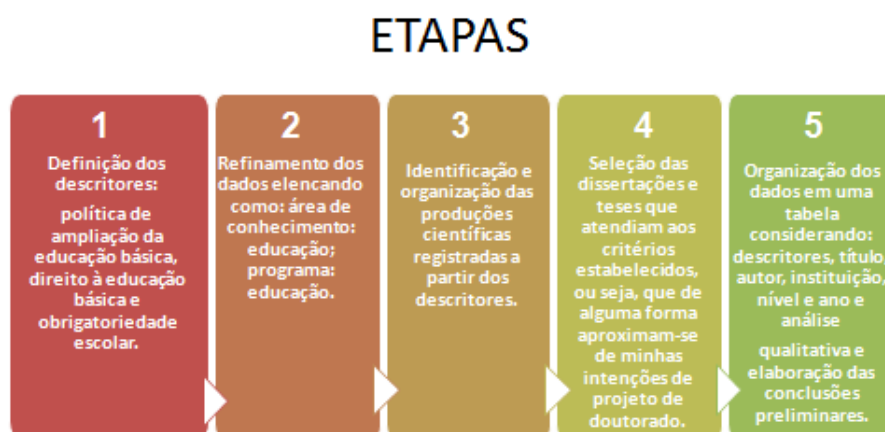 ETAPAS
1
Definição dos
descritores:
política de
ampliação da
educação básica,
direito à educação
básica e
obrigatoriedade
escolar.
2
Refinamento dos
dados elencando
como: área de
conhecimento:
educação;
programa:
educação.
3
Identificação e
organização das
produções
científicas
registradas a
partir dos
descritores.
4
Seleção das
dissertações e
teses que
atendiam aos
critérios
estabelecidos,
ou seja, que de
alguma forma
aproximam-se
de minhas
intenções de
projeto de
doutorado.
5
Organização dos
dados em uma
tabela
considerando:
descritores, título,
autor, instituição,
nível e ano e
análise
qualitativa e
elaboração das
conclusões
preliminares.